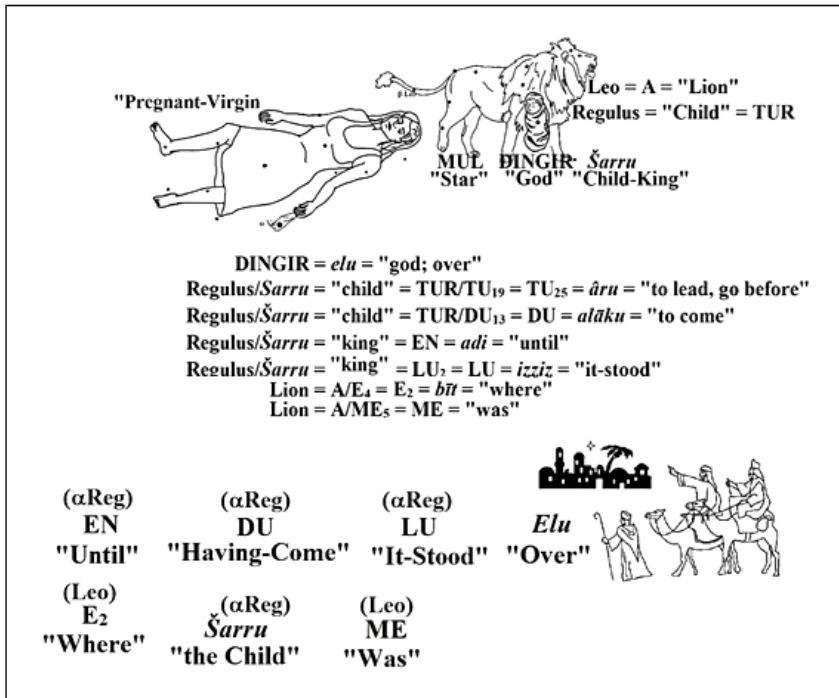 "Pregnant-Virgin
Leo = A = "Lion"
Regulus = "Child" = TUR
MUL DINGIR Šarru
"Star" "God" "Child-King"
DINGIR = elu = "god; over"
Regulus/Šarru = "child" = TUR/TU₁₉ = TU₂₅ = âru = "to lead, go before"
Regulus/Šarru = "child" = TUR/DU₁₃ = DU = alāku = "to come"
Regulus/Šarru = "king" = EN = adi = "until"
Regulus/Šarru = "king" = LU₂ = LU = izziz = "it-stood"
Lion = A/E₄ = E₂ = bīt = "where"
Lion = A/ME₅ = ME = "was"
(αReg) (αReg) (αReg)
EN DU LU Elu
"Until" "Having-Come" "It-Stood" "Over"
(Leo) (αReg) (Leo)
E₂ Šarru ME
"Where" "the Child" "Was"